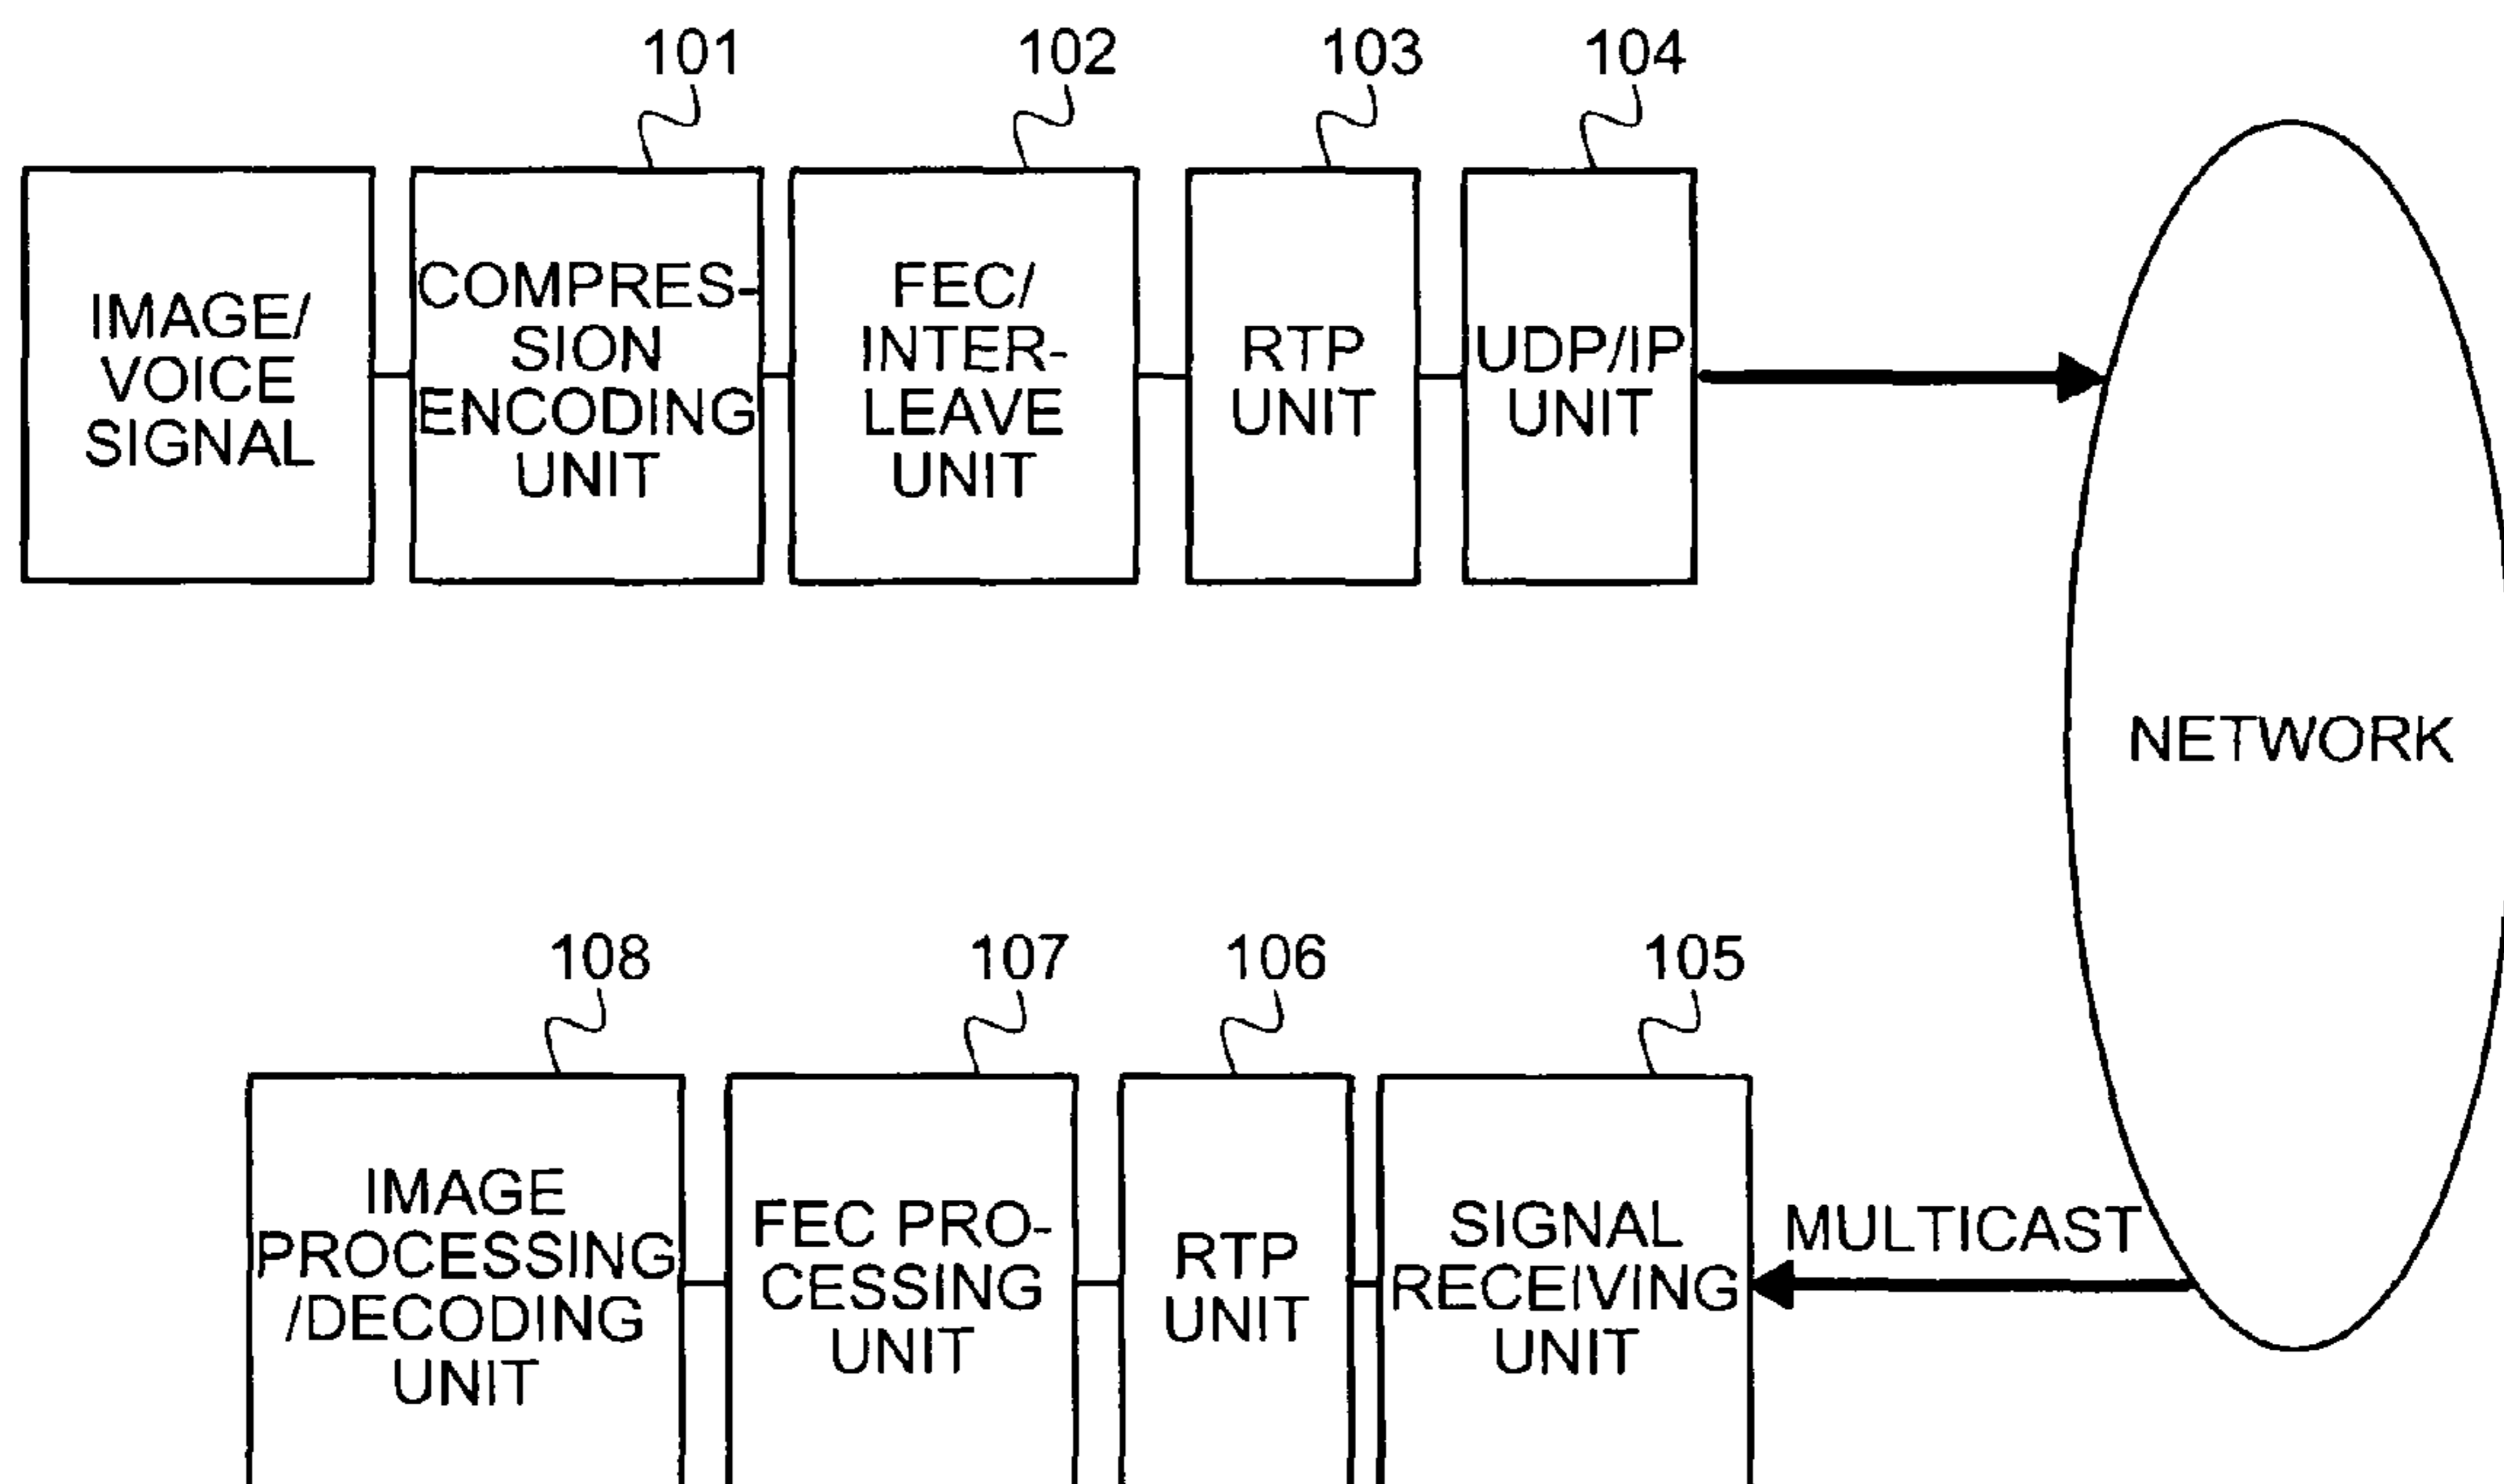 101
102
103
104
IMAGE/
VOICE
SIGNAL
COMPRES-
SION
ENCODING
UNIT
FEC/
INTER-
LEAVE
UNIT
RTP
UNIT
UDP/IP
UNIT
NETWORK
108
107
106
105
IMAGE
PROCESSING
/DECODING
UNIT
FEC PRO-
CESSING
UNIT
RTP
UNIT
SIGNAL
RECEIVING
UNIT
MULTICAST